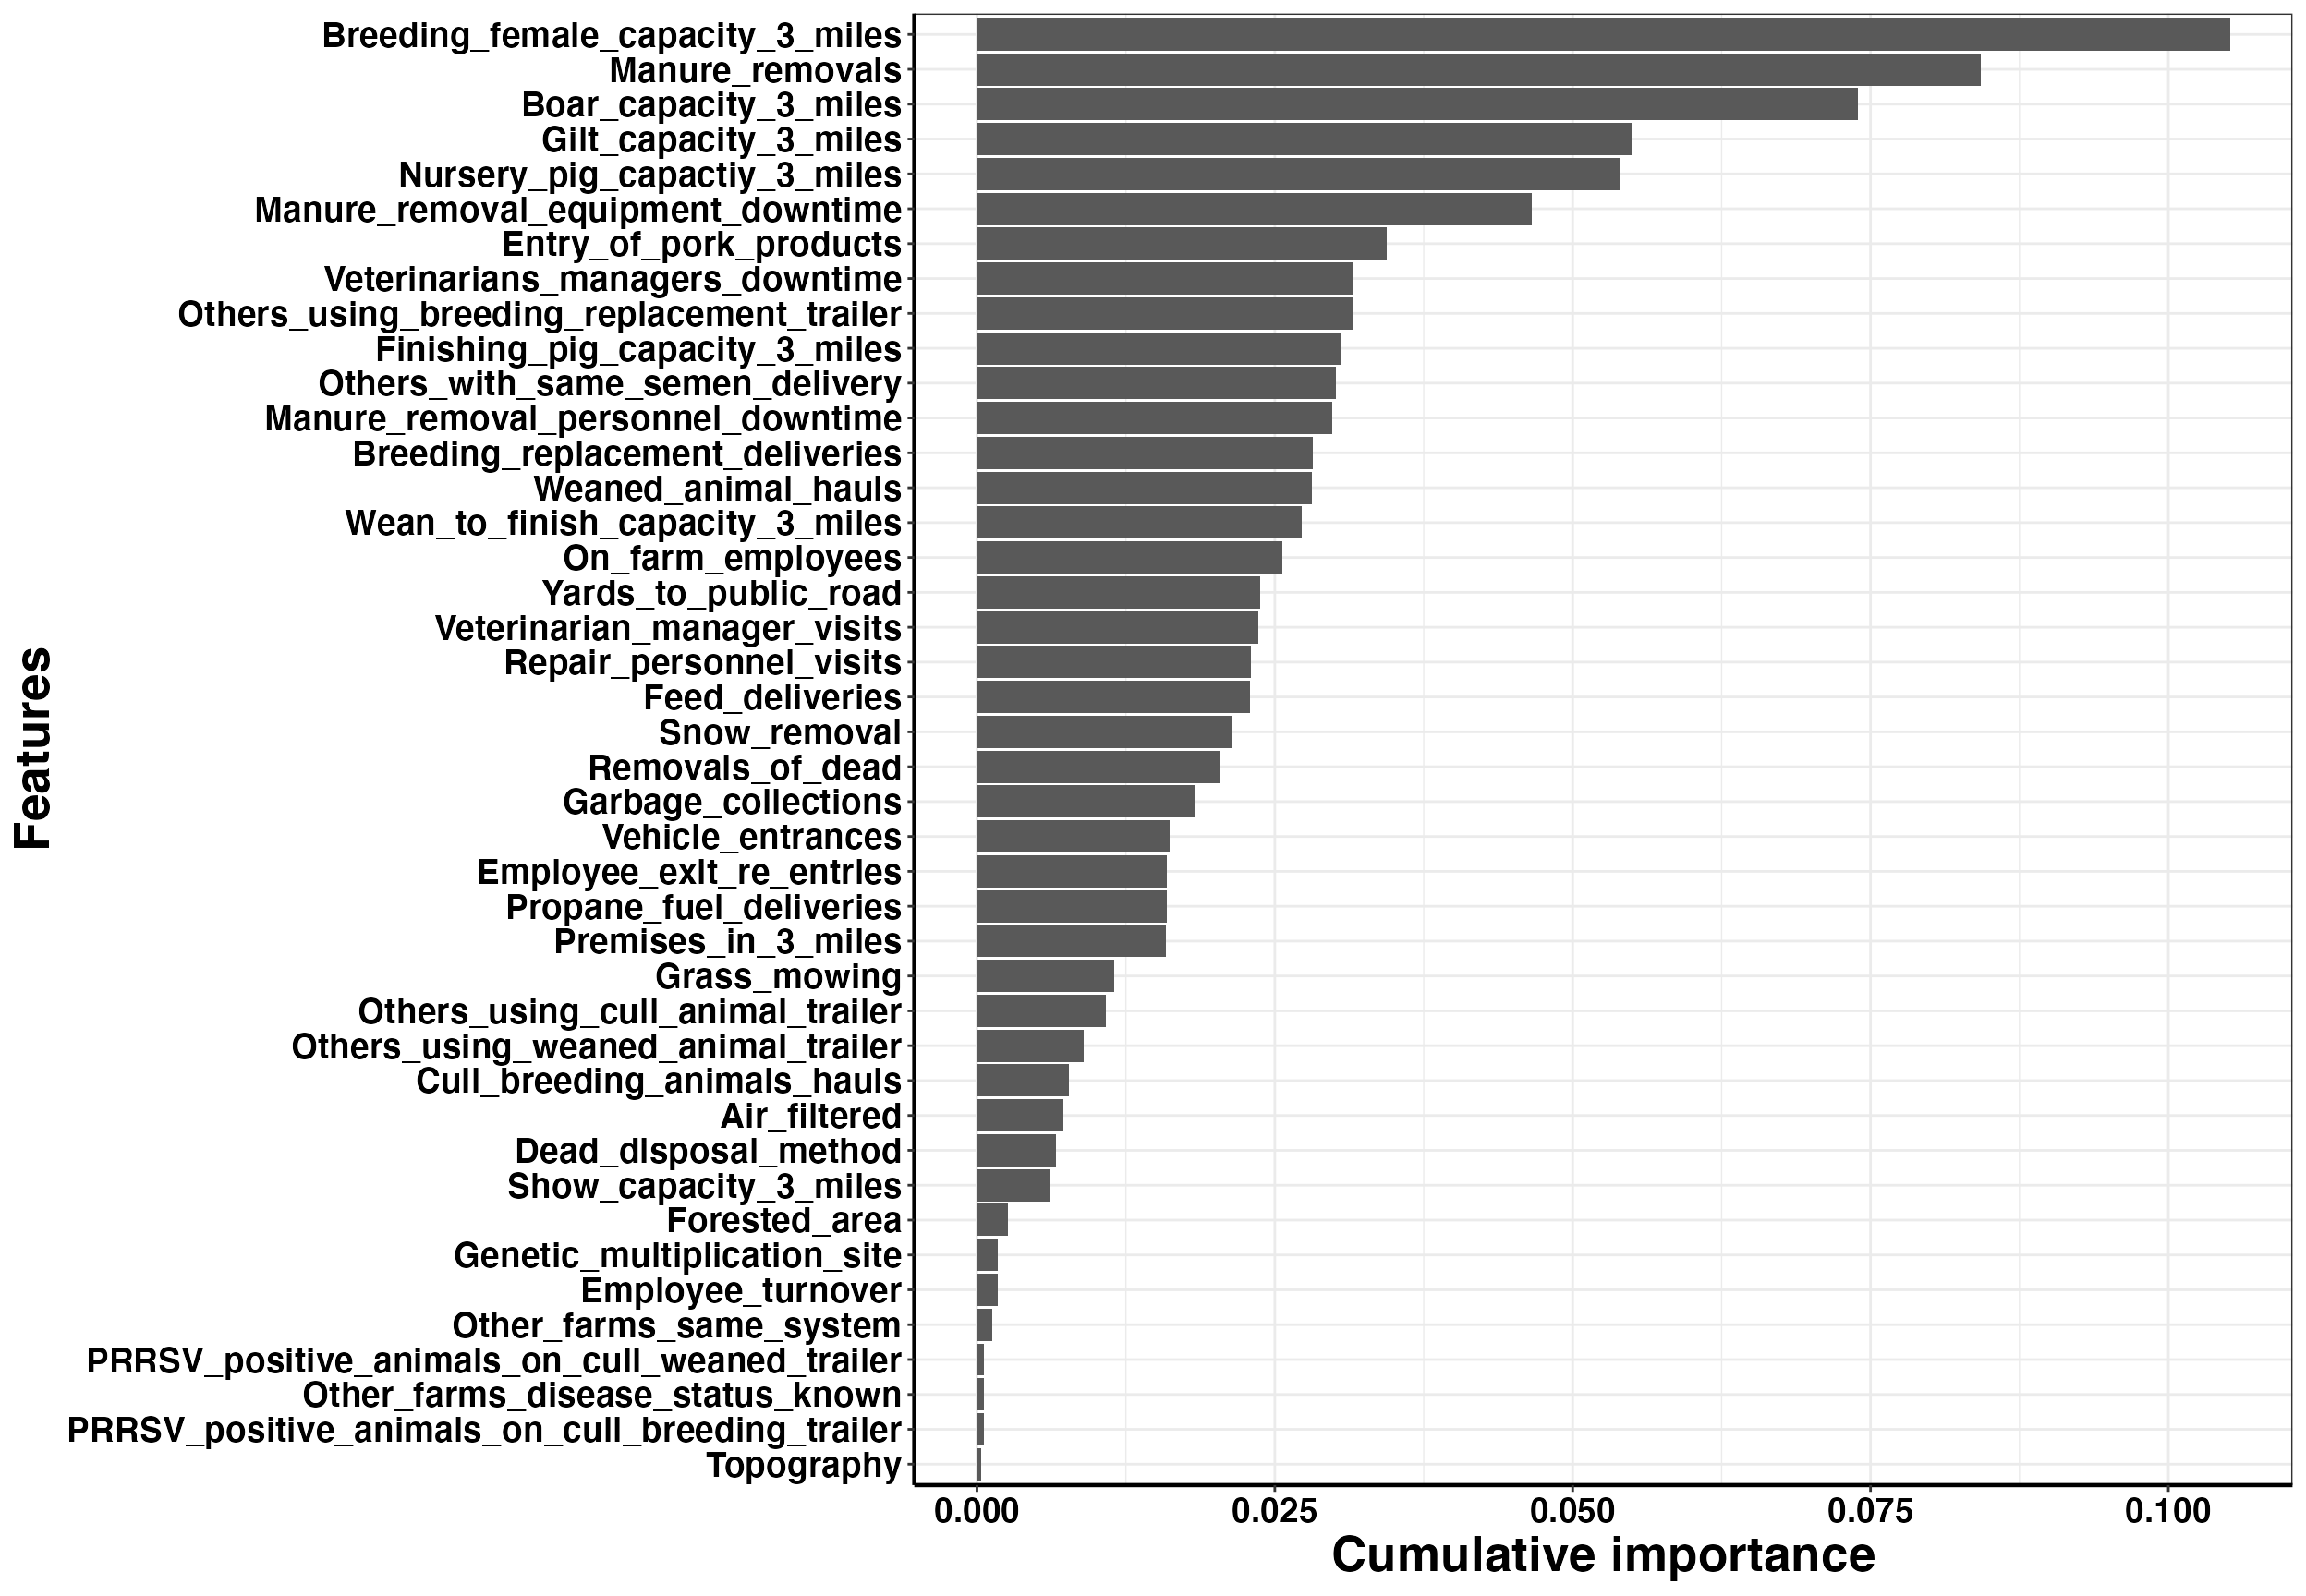 Breeding_female_capacity_3_miles
Manure_removals
Boar_capacity_3_miles
Gilt_capacity_3_miles
Nursery_pig_capactiy_3_miles
Manure_removal_equipment_downtime
Entry_of_pork_products
Veterinarians_managers_downtime
Others_using_breeding_replacement_trailer
Finishing_pig_capacity_3_miles
Others_with_same_semen_delivery
Manure_removal_personnel_downtime
Breeding_replacement_deliveries
Weaned_animal_hauls
Wean_to_finish_capacity_3_miles
On_farm_employees
Yards_to_public_road
Veterinarian_manager_visits
Repair_personnel_visits
Feed_deliveries
Snow_removal
Removals_of_dead
Garbage_collections
Vehicle_entrances
Employee_exit_re_entries
Propane_fuel_deliveries
Premises_in_3_miles
Grass_mowing
Others_using_cull_animal_trailer
Others_using_weaned_animal_trailer
Cull_breeding_animals_hauls
Air_filtered
Dead_disposal_method
Show_capacity_3_miles
Forested_area
Genetic_multiplication_site
Employee_turnover
Other_farms_same_system
PRRSV_positive_animals_on_cull_weaned_trailer
Other_farms_disease_status_known
PRRSV_positive_animals_on_cull_breeding_trailer
Topography
Features
0.000 0.025 0.050 0.075 0.100
Cumulative importance